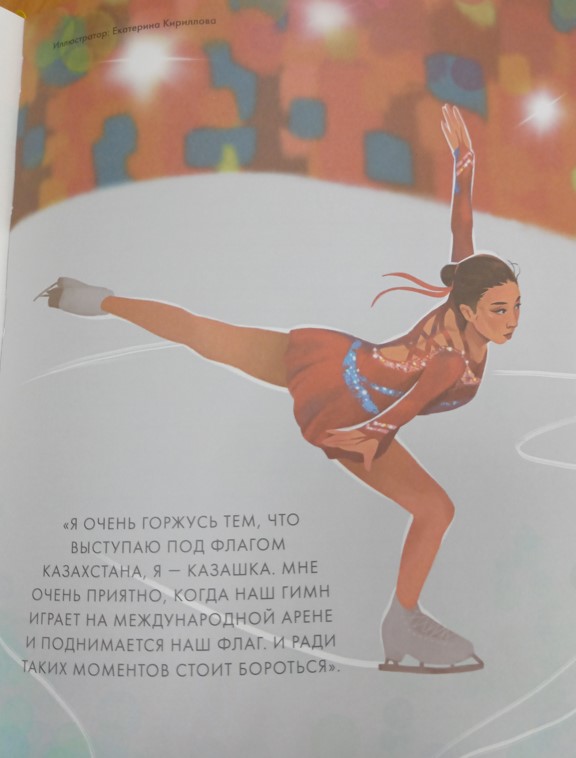 Иллюстратор: Екатерина Кириллова
«Я ОЧЕНЬ ГОРЖУСЬ ТЕМ, ЧТО
ВЫСТУПАЮ ПОД ФЛАГОМ
КАЗАХСТАНА, Я — КАЗАШКА. МНЕ
ОЧЕНЬ ПРИЯТНО, КОГДА НАШ ГИМН
ИГРАЕТ НА МЕЖДУНАРОДНОЙ АРЕНЕ
И ПОДНИМАЕТСЯ НАШ ФЛАГ. И РАДИ
ТАКИХ МОМЕНТОВ СТОИТ БОРОТЬСЯ».